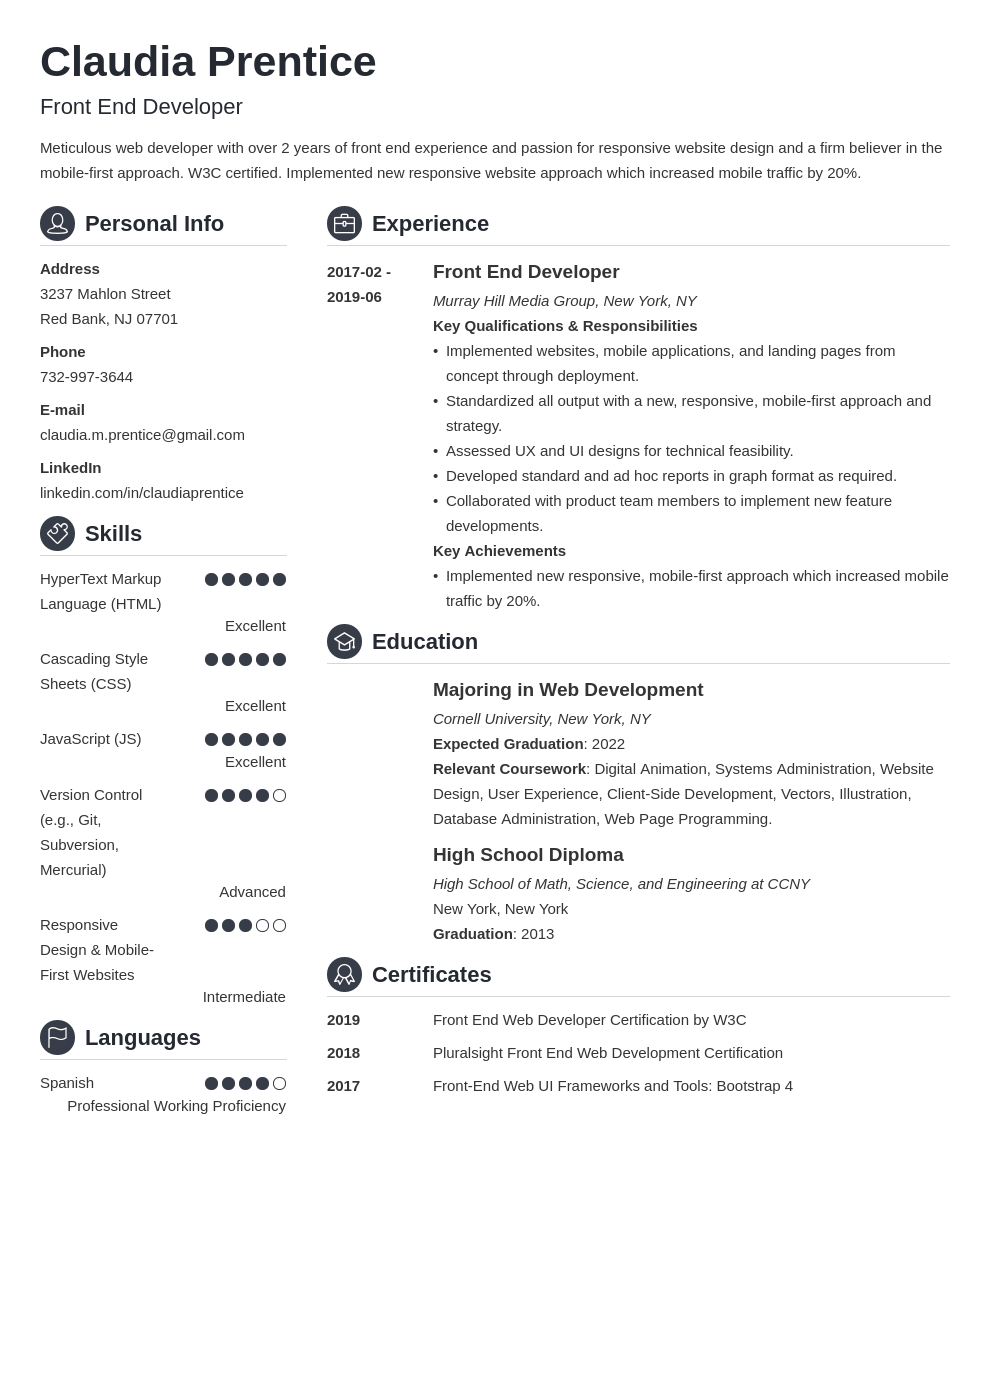 Claudia Prentice
Front End Developer
Meticulous web developer with over 2 years of front end experience and passion for responsive website design and a firm believer in the
mobile-first approach. W3C certified. Implemented new responsive website approach which increased mobile traffic by 20%.
Personal Info
Address
3237 Mahlon Street
Red Bank, NJ 07701
Phone
732-997-3644
E-mail
claudia.m.prentice@gmail.com
LinkedIn
linkedin.com/in/claudiaprentice
Skills
HyperText Markup
Language (HTML)
Excellent
Cascading Style
Sheets (CSS)
Excellent
JavaScript (JS)
Excellent
Version Control
(e.g., Git,
Subversion,
Mercurial)
Advanced
Responsive
Design & Mobile-
First Websites
Intermediate
Languages
Spanish
Professional Working Proficiency
Experience
2017-02 -
2019-06
Front End Developer
Murray Hill Media Group, New York, NY
Key Qualifications & Responsibilities
• Implemented websites, mobile applications, and landing pages from
concept through deployment.
• Standardized all output with a new, responsive, mobile-first approach and
strategy.
• Assessed UX and UI designs for technical feasibility.
• Developed standard and ad hoc reports in graph format as required.
• Collaborated with product team members to implement new feature
developments.
Key Achievements
• Implemented new responsive, mobile-first approach which increased mobile
traffic by 20%.
Education
Majoring in Web Development
Cornell University, New York, NY
Expected Graduation: 2022
Relevant Coursework: Digital Animation, Systems Administration, Website
Design, User Experience, Client-Side Development, Vectors, Illustration,
Database Administration, Web Page Programming.
High School Diploma
High School of Math, Science, and Engineering at CCNY
New York, New York
Graduation: 2013
Certificates
2019 Front End Web Developer Certification by W3C
2018 Pluralsight Front End Web Development Certification
2017 Front-End Web UI Frameworks and Tools: Bootstrap 4